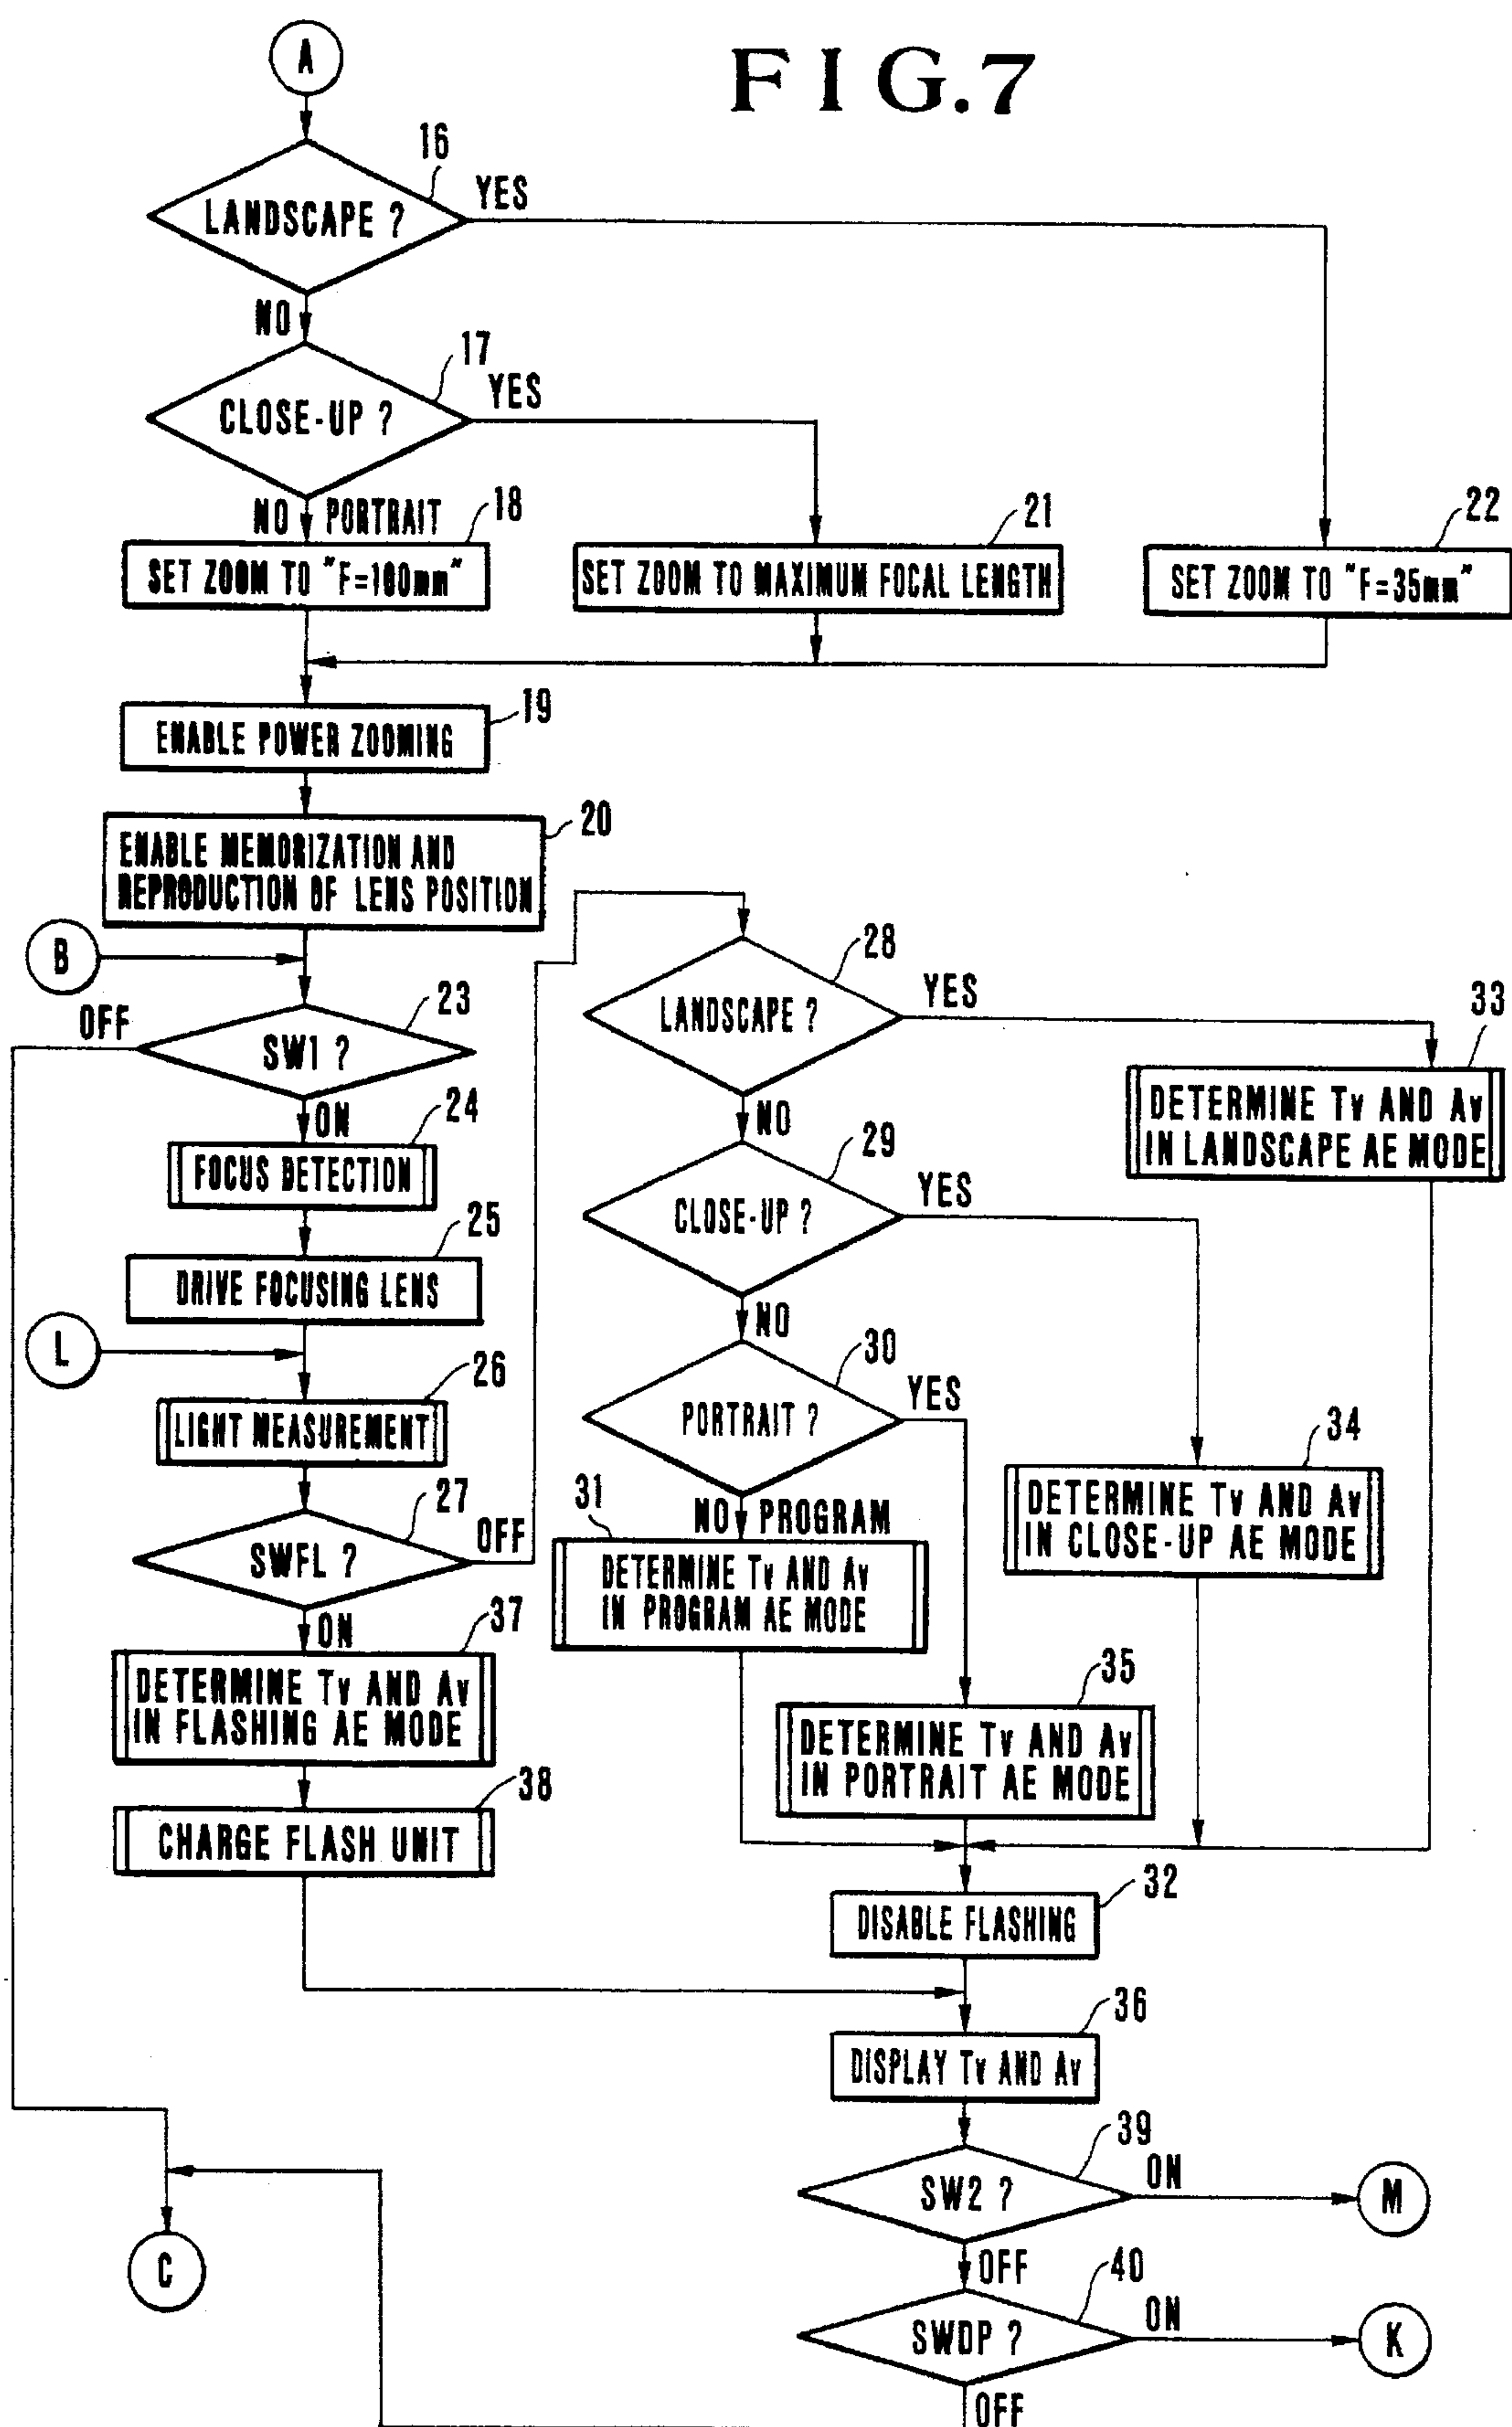 FIG.7
A
16
LANDSCAPE ?
YES
NO
17
CLOSE-UP ?
YES
NO PORTRAIT
18
SET ZOOM TO "F=100mm"
21
SET ZOOM TO MAXIMUM FOCAL LENGTH
22
SET ZOOM TO "F=35mm"
19
ENABLE POWER ZOOMING
20
ENABLE MEMORIZATION AND
REPRODUCTION OF LENS POSITION
B
23
OFF
SW1 ?
ON
24
FOCUS DETECTION
25
DRIVE FOCUSING LENS
L
26
LIGHT MEASUREMENT
27
SWFL ?
OFF
ON
37
DETERMINE Tv AND Av
IN FLASHING AE MODE
38
CHARGE FLASH UNIT
28
LANDSCAPE ?
YES
NO
33
DETERMINE Tv AND Av
IN LANDSCAPE AE MODE
29
CLOSE-UP ?
YES
NO
34
DETERMINE Tv AND Av
IN CLOSE-UP AE MODE
30
PORTRAIT ?
YES
NO PROGRAM
31
DETERMINE Tv AND Av
IN PROGRAM AE MODE
35
DETERMINE Tv AND Av
IN PORTRAIT AE MODE
32
DISABLE FLASHING
36
DISPLAY Tv AND Av
39
SW2 ?
ON
M
OFF
40
SWDP ?
ON
K
OFF
C